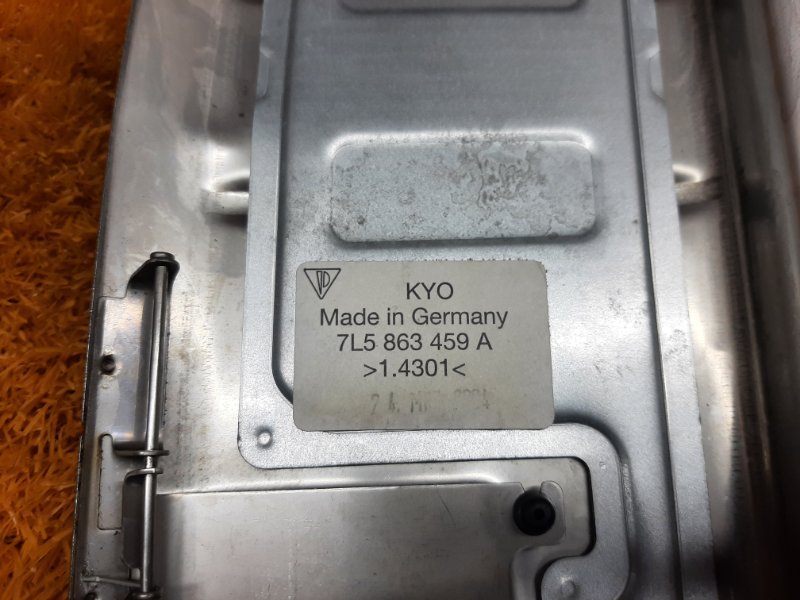 KYO
Made in Germany
7L5 863 459 A
>1.4301<